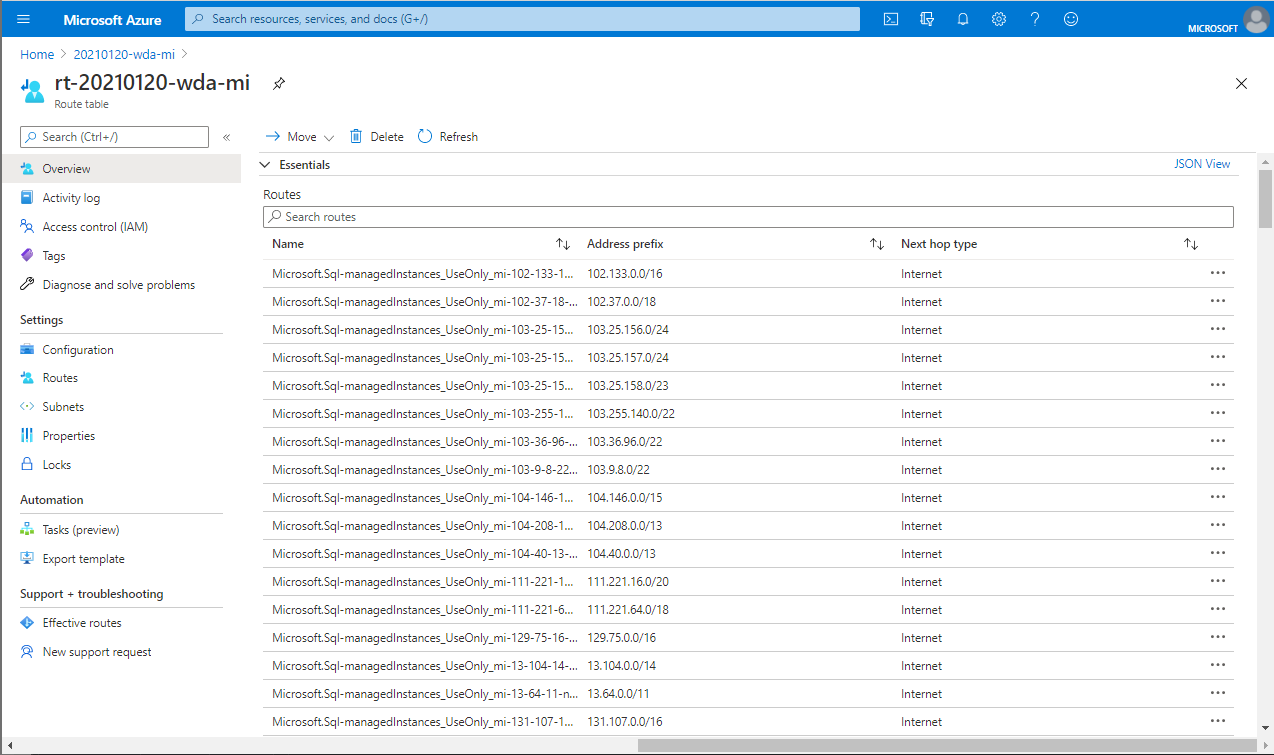 Microsoft Azure
Search resources, services, and docs (G+/)
MICROSOFT
Home > 20210120-wda-mi >
rt-20210120-wda-mi
Route table
Search (Ctrl+/)
«
Overview
Activity log
Access control (IAM)
Tags
Diagnose and solve problems
Settings
Configuration
Routes
Subnets
Properties
Locks
Automation
Tasks (preview)
Export template
Support + troubleshooting
Effective routes
New support request
Move Delete Refresh
Essentials JSON View
Routes
Search routes
Name Address prefix Next hop type
Microsoft.Sql-managedInstances_UseOnly_mi-102-133-1... 102.133.0.0/16 Internet ...
Microsoft.Sql-managedInstances_UseOnly_mi-102-37-18-... 102.37.0.0/18 Internet ...
Microsoft.Sql-managedInstances_UseOnly_mi-103-25-15... 103.25.156.0/24 Internet ...
Microsoft.Sql-managedInstances_UseOnly_mi-103-25-15... 103.25.157.0/24 Internet ...
Microsoft.Sql-managedInstances_UseOnly_mi-103-25-15... 103.25.158.0/23 Internet ...
Microsoft.Sql-managedInstances_UseOnly_mi-103-255-1... 103.255.140.0/22 Internet ...
Microsoft.Sql-managedInstances_UseOnly_mi-103-36-96-... 103.36.96.0/22 Internet ...
Microsoft.Sql-managedInstances_UseOnly_mi-103-9-8-22... 103.9.8.0/22 Internet ...
Microsoft.Sql-managedInstances_UseOnly_mi-104-146-1... 104.146.0.0/15 Internet ...
Microsoft.Sql-managedInstances_UseOnly_mi-104-208-1... 104.208.0.0/13 Internet ...
Microsoft.Sql-managedInstances_UseOnly_mi-104-40-13-... 104.40.0.0/13 Internet ...
Microsoft.Sql-managedInstances_UseOnly_mi-111-221-1... 111.221.16.0/20 Internet ...
Microsoft.Sql-managedInstances_UseOnly_mi-111-221-6... 111.221.64.0/18 Internet ...
Microsoft.Sql-managedInstances_UseOnly_mi-129-75-16-... 129.75.0.0/16 Internet ...
Microsoft.Sql-managedInstances_UseOnly_mi-13-104-14-... 13.104.0.0/14 Internet ...
Microsoft.Sql-managedInstances_UseOnly_mi-13-64-11-n... 13.64.0.0/11 Internet ...
Microsoft.Sql-managedInstances_UseOnly_mi-131-107-1... 131.107.0.0/16 Internet ...